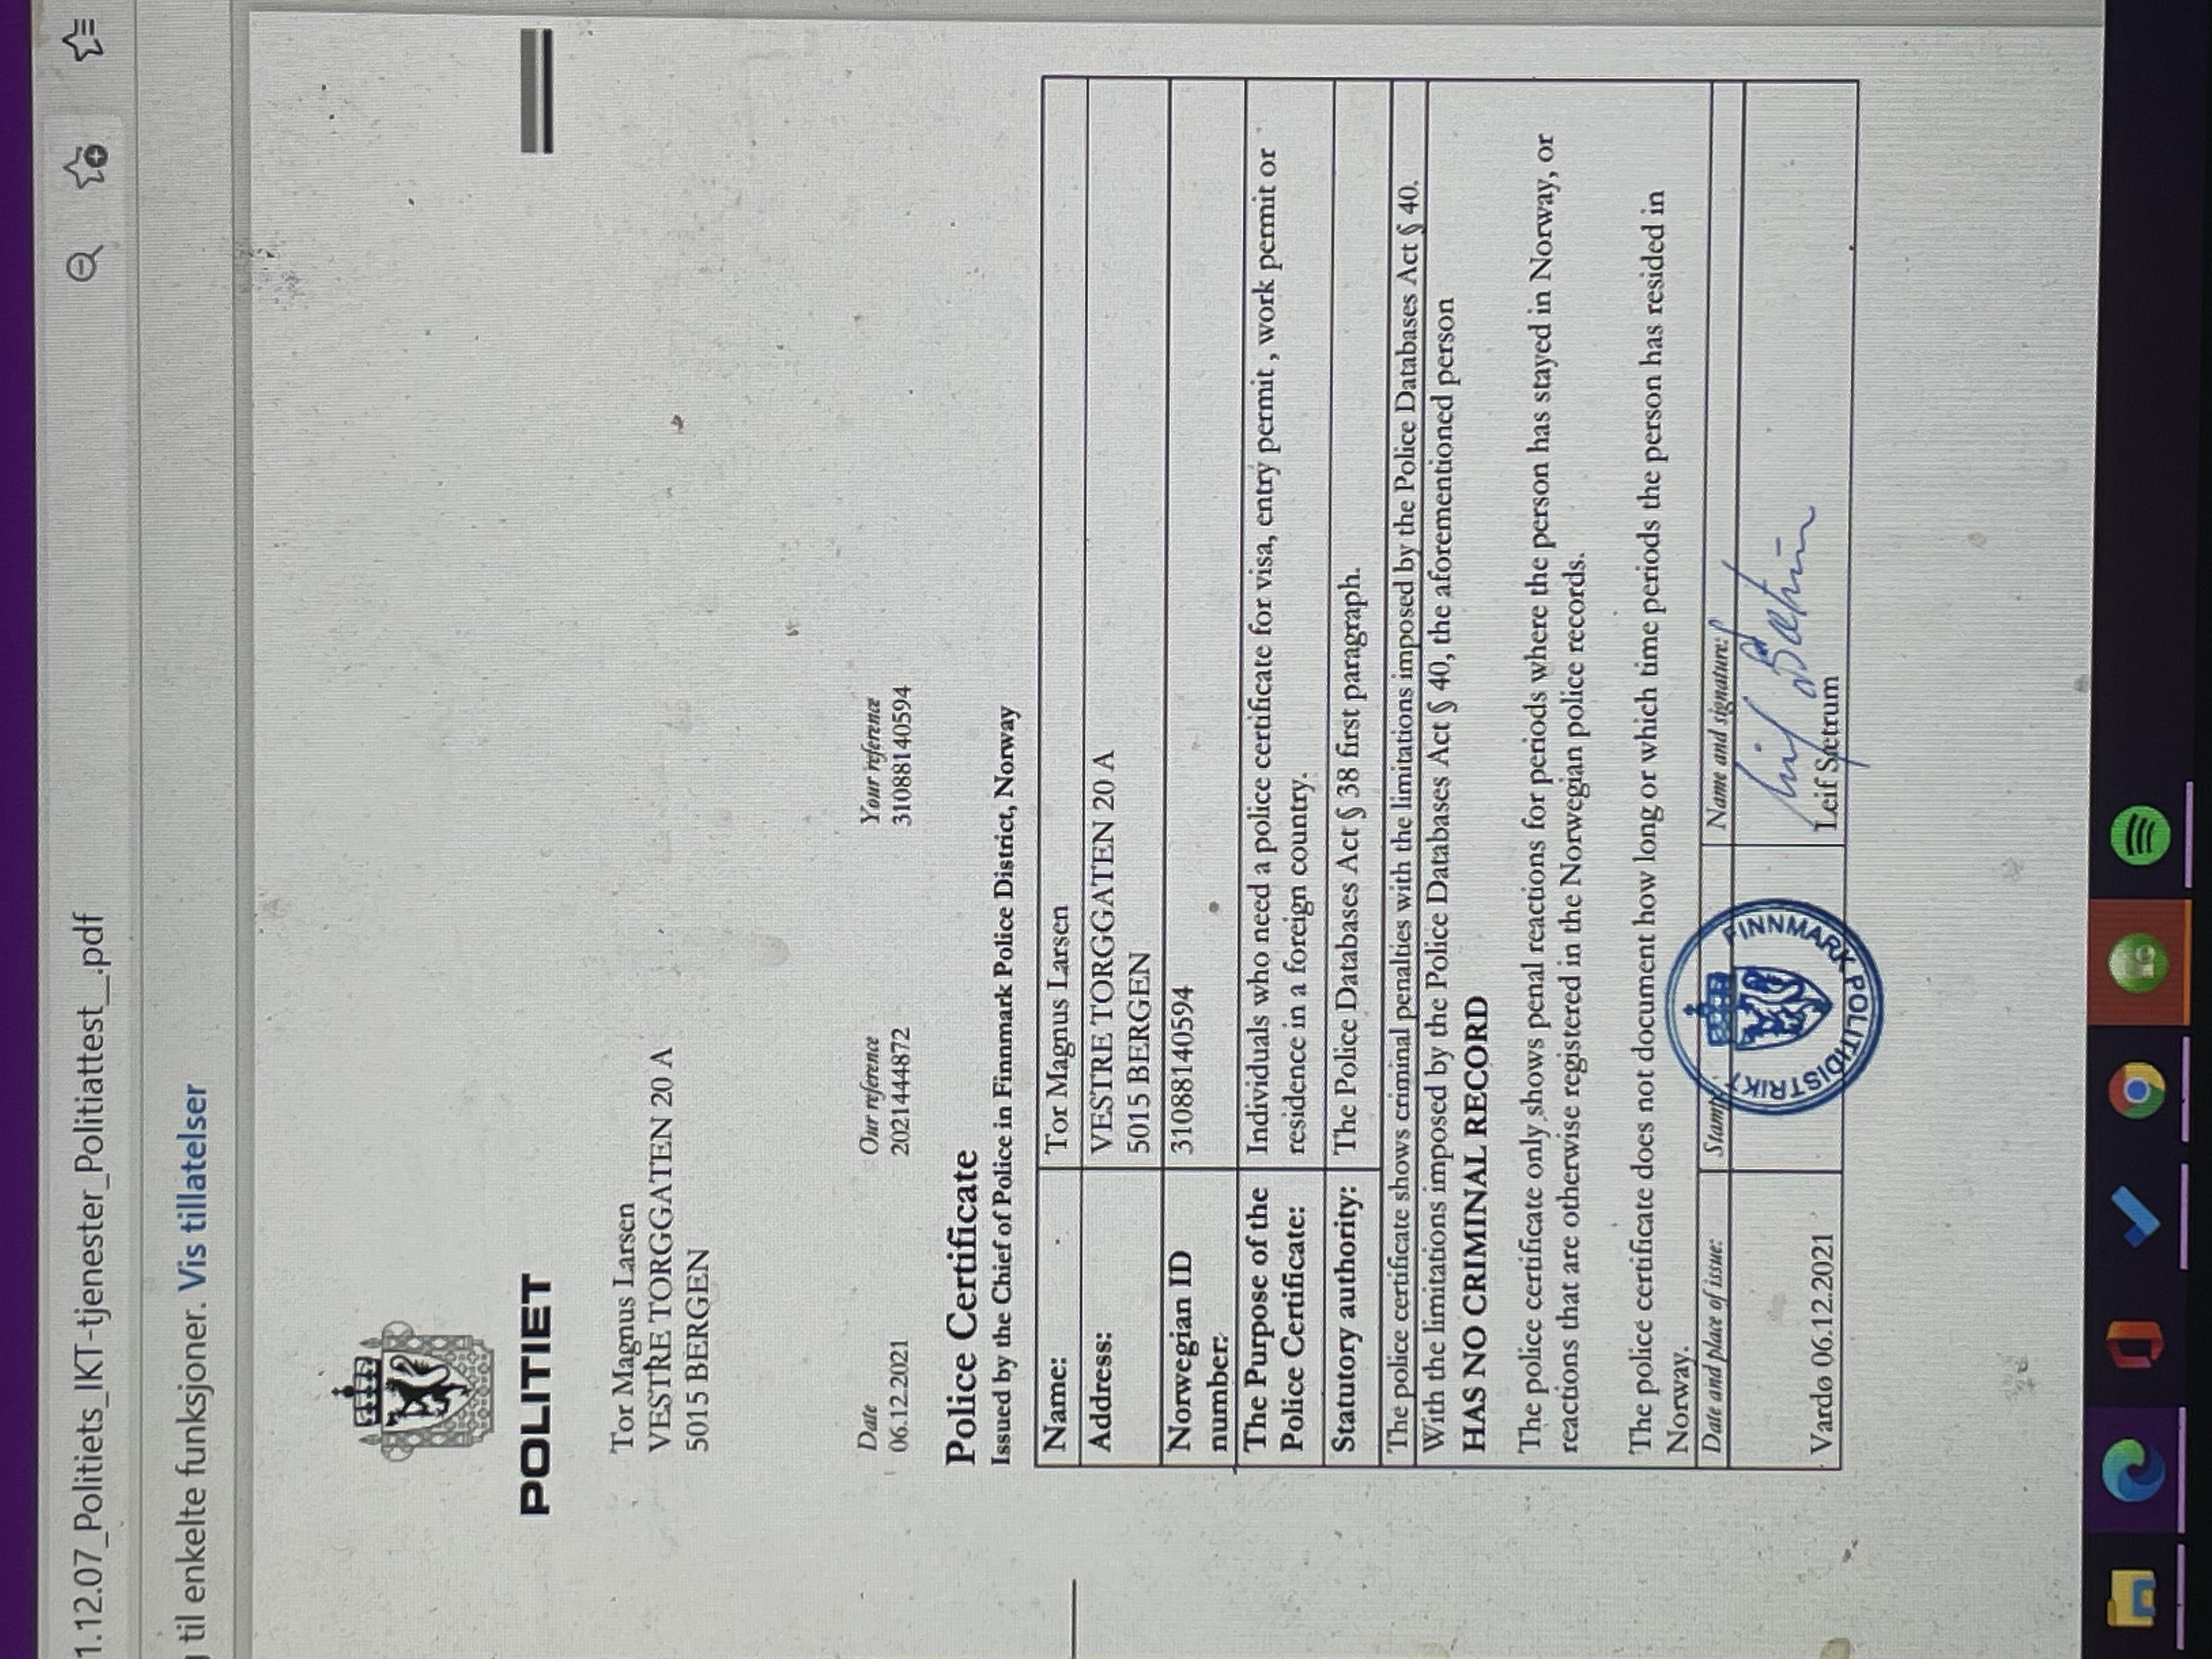 1.12.07_Politiets_IKT-tjenester_Politiattest__.pdf
til enkelte funksjoner. Vis tillatelser
POLITIET
Tor Magnus Larsen
VESTRE TORGGATEN 20 A
5015 BERGEN
Date Our reference Your reference
06.12.2021 2021444872 31088140594
Police Certificate
Issued by the Chief of Police in Finnmark Police District, Norway
Name: Tor Magnus Larsen
Address: VESTRE TORGGATEN 20 A
5015 BERGEN
Norwegian ID 31088140594
number:
The Purpose of the Individuals who need a police certificate for visa, entry permit , work permit or
Police Certificate: residence in a foreign country.
Statutory authority: The Police Databases Act § 38 first paragraph.
The police certificate shows criminal penalties with the limitations imposed by the Police Databases Act § 40.
With the limitations imposed by the Police Databases Act § 40, the aforementioned person
HAS NO CRIMINAL RECORD
The police certificate only shows penal reactions for periods where the person has stayed in Norway, or
reactions that are otherwise registered in the Norwegian police records.
The police certificate does not document how long or which time periods the person has resided in
Norway.
Date and place of issue: Stamp: Name and signature:
FINNMARK POLITIDISTRIKT
Leif Sætrum
Vardø 06.12.2021 Leif Sætrum